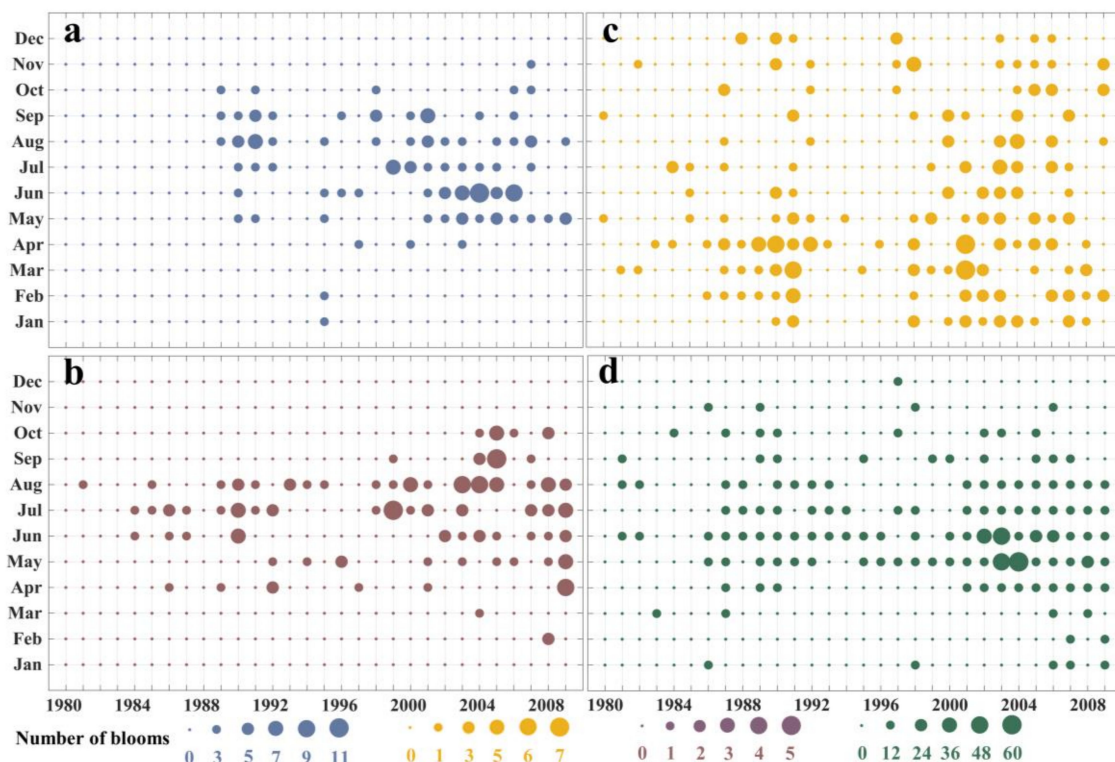 a
c
Dec
Nov
Oct
Sep
Aug
Jul
Jun
May
Apr
Mar
Feb
Jan
b
d
Dec
Nov
Oct
Sep
Aug
Jul
Jun
May
Apr
Mar
Feb
Jan
1980 1984 1988 1992 1996 2000 2004 2008 1980 1984 1988 1992 1996 2000 2004 2008
Number of blooms
0 3 5 7 9 11 0 1 3 5 6 7 0 1 2 3 4 5 0 12 24 36 48 60